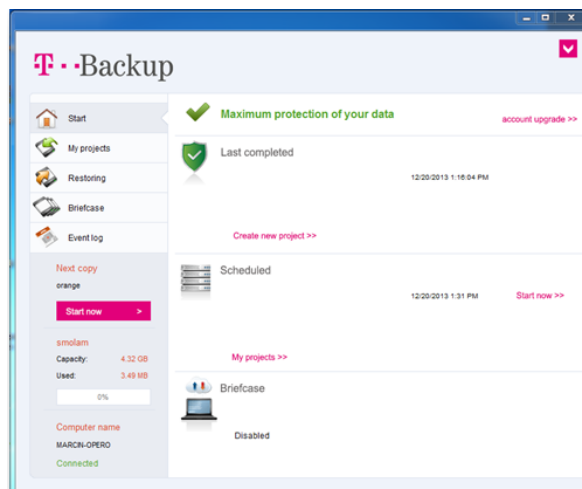 T··Backup
Start
My projects
Restoring
Briefcase
Event log
Next copy
orange
Start now >
smolam
Capacity: 4.32 GB
Used: 3.49 MB
0%
Computer name
MARCIN-OPERO
Connected
Maximum protection of your data
account upgrade >>
Last completed
12/20/2013 1:16:04 PM
Create new project >>
Scheduled
12/20/2013 1:31 PM Start now >>
My projects >>
Briefcase
Disabled